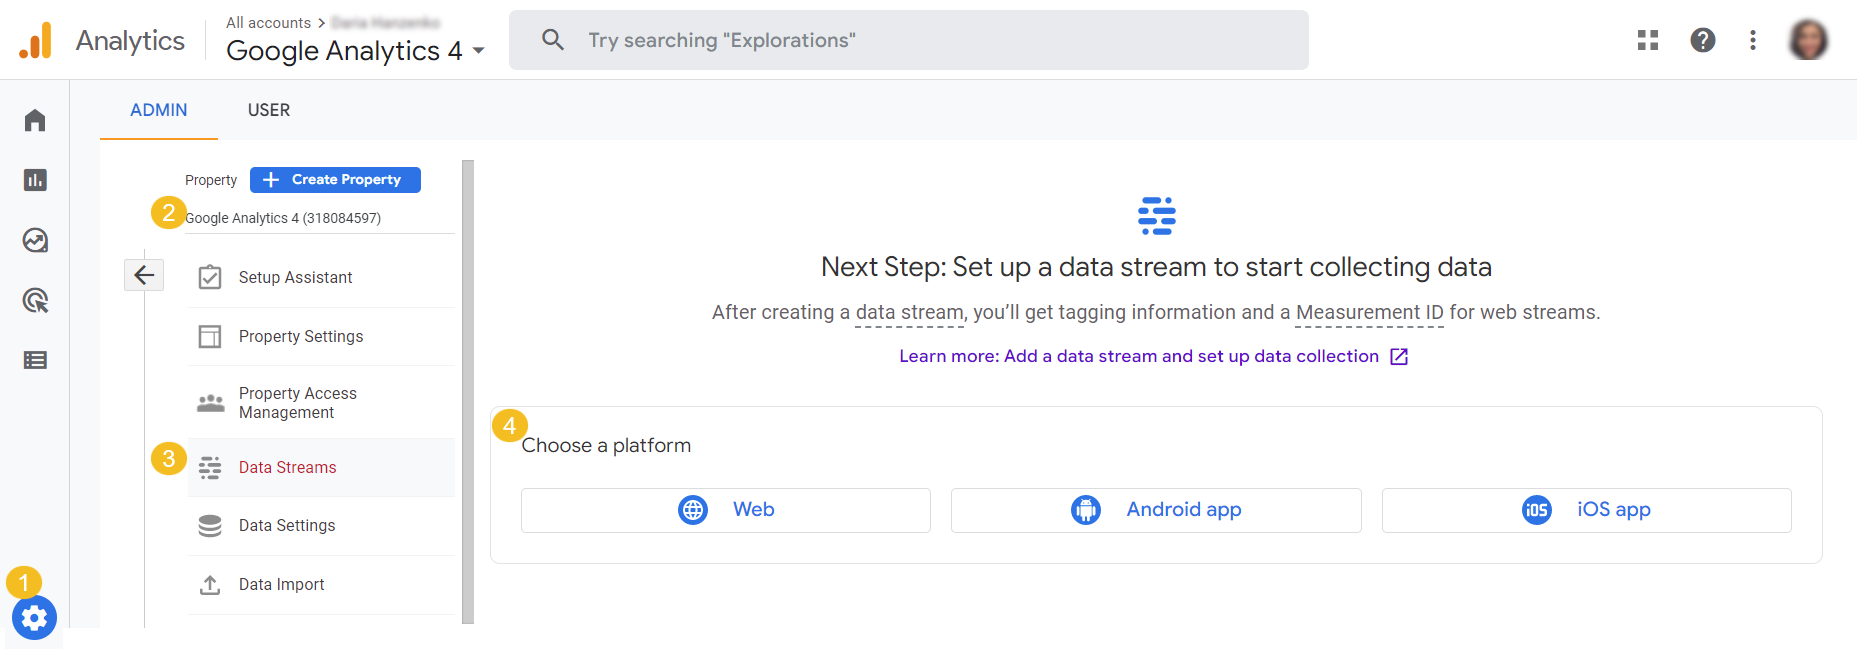 Analytics
All accounts >
Google Analytics 4
Try searching "Explorations"
ADMIN
USER
Property
Create Property
2
Google Analytics 4 (318084597)
Setup Assistant
Property Settings
Property Access
Management
3
Data Streams
Data Settings
Data Import
1
Next Step: Set up a data stream to start collecting data
After creating a data stream, you’ll get tagging information and a Measurement ID for web streams.
Learn more: Add a data stream and set up data collection
4
Choose a platform
Web
Android app
iOS
iOS app